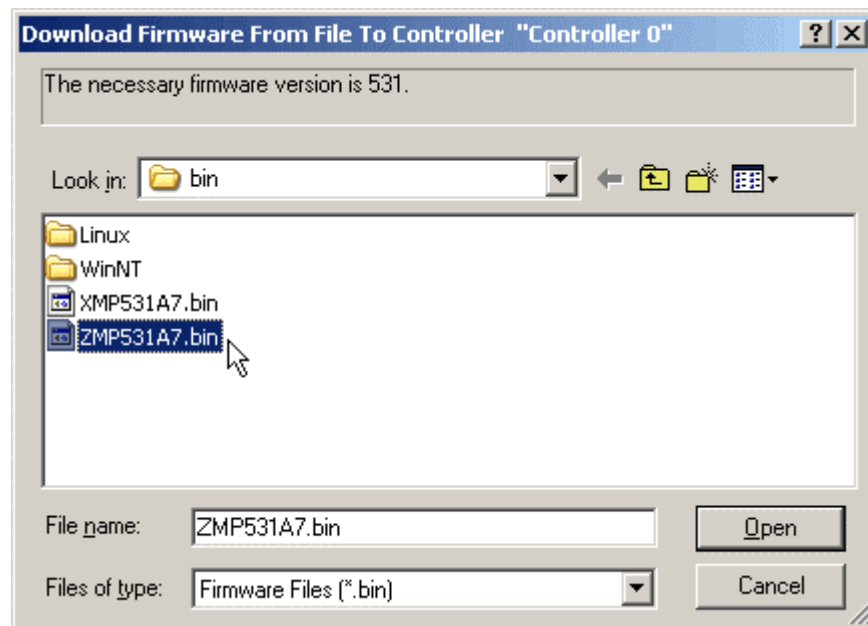 Download Firmware From File To Controller "Controller 0"
The necessary firmware version is 531.
Look in: bin
Linux
WinNT
XMP531A7.bin
ZMP531A7.bin
File name: ZMP531A7.bin Open
Files of type: Firmware Files (*.bin) Cancel